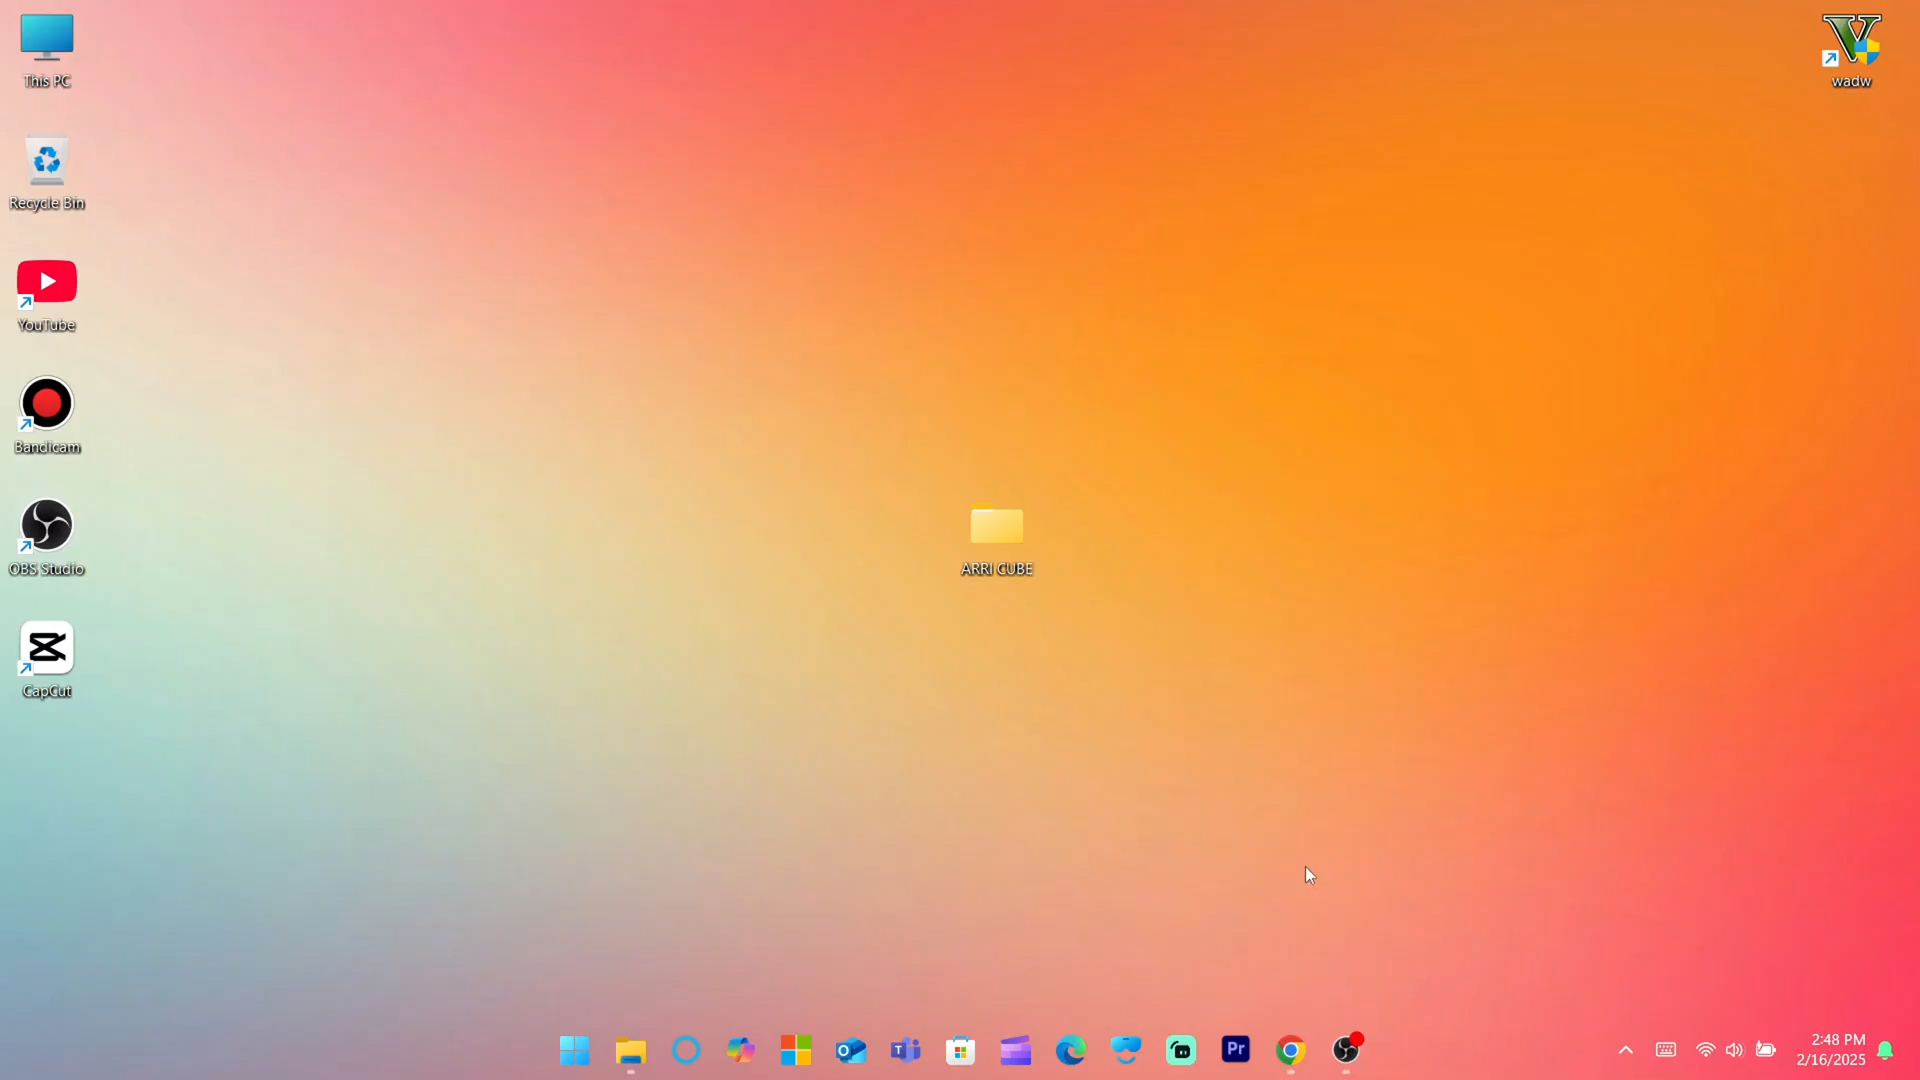 This PC
wadw
Recycle Bin
YouTube
Bandicam
OBS Studio
ARRI CUBE
CapCut
Pr
2:48 PM
2/16/2025